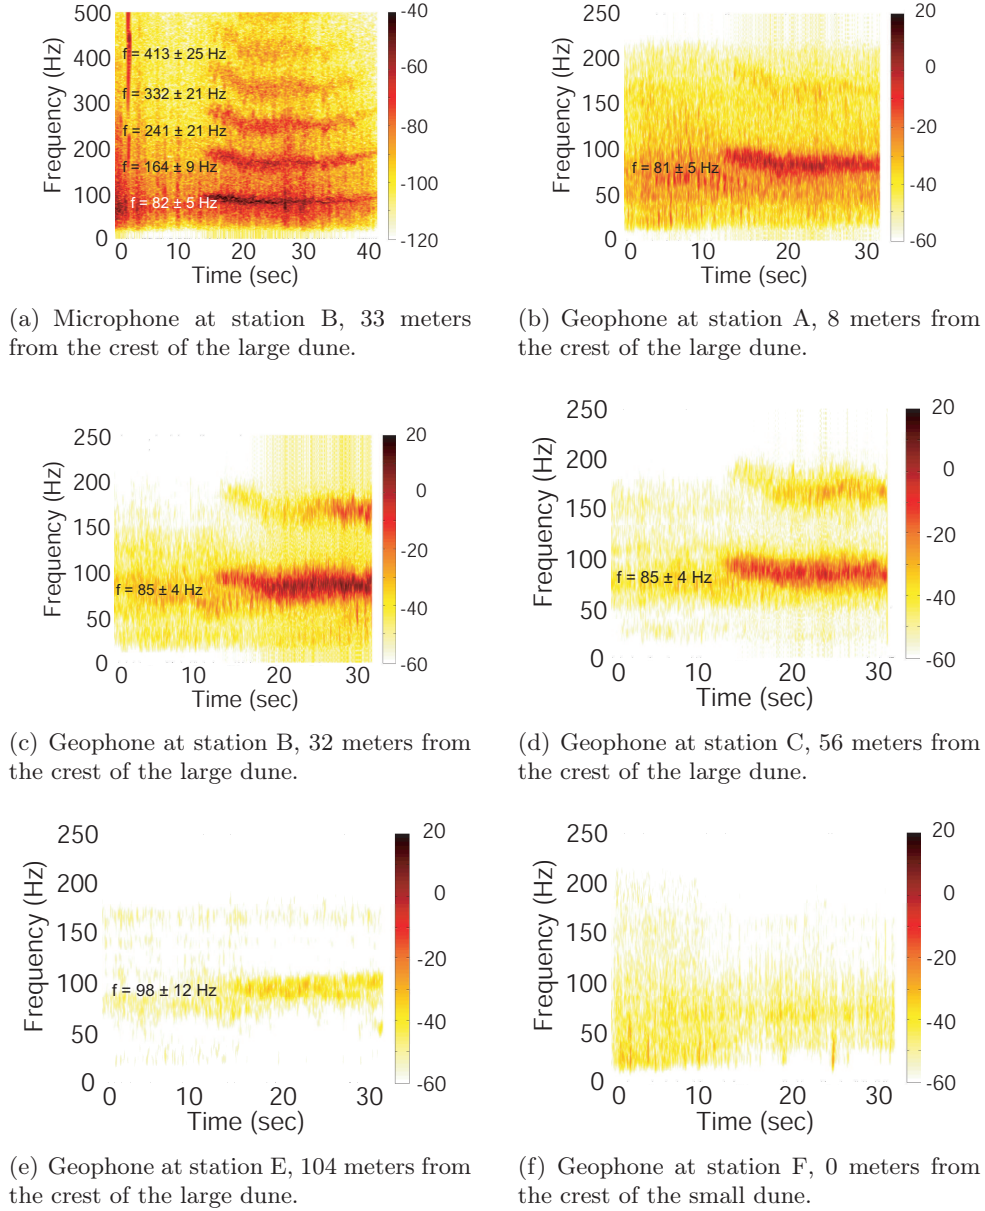 500
400
300
200
100
0
Frequency (Hz)
f = 413 ± 25 Hz
f = 332 ± 21 Hz
f = 241 ± 21 Hz
f = 164 ± 9 Hz
f = 82 ± 5 Hz
0 10 20 30 40
Time (sec)
-40
-60
-80
-100
-120
(a) Microphone at station B, 33 meters
from the crest of the large dune.
250
200
150
100
50
0
Frequency (Hz)
f = 81 ± 5 Hz
0 10 20 30
Time (sec)
20
0
-20
-40
-60
(b) Geophone at station A, 8 meters from
the crest of the large dune.
250
200
150
100
50
0
Frequency (Hz)
f = 85 ± 4 Hz
0 10 20 30
Time (sec)
20
0
-20
-40
-60
(c) Geophone at station B, 32 meters from
the crest of the large dune.
250
200
150
100
50
0
Frequency (Hz)
f = 85 ± 4 Hz
0 10 20 30
Time (sec)
20
0
-20
-40
-60
(d) Geophone at station C, 56 meters from
the crest of the large dune.
250
200
150
100
50
0
Frequency (Hz)
f = 98 ± 12 Hz
0 10 20 30
Time (sec)
20
0
-20
-40
-60
(e) Geophone at station E, 104 meters from
the crest of the large dune.
250
200
150
100
50
0
Frequency (Hz)
0 10 20 30
Time (sec)
20
0
-20
-40
-60
(f) Geophone at station F, 0 meters from
the crest of the small dune.